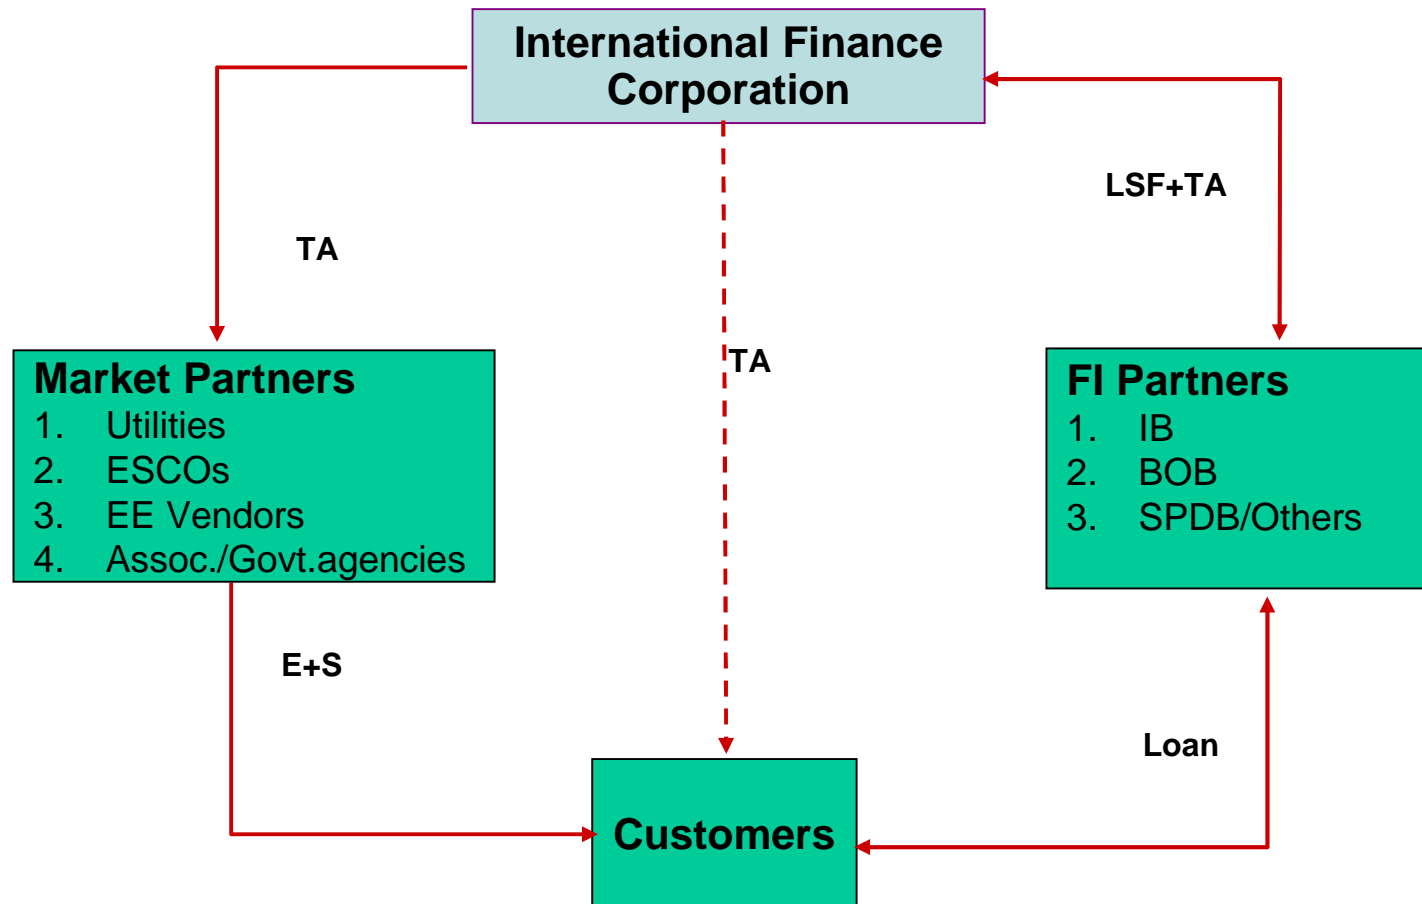 International Finance
Corporation
LSF+TA
TA
TA
Market Partners
1. Utilities
2. ESCOs
3. EE Vendors
4. Assoc./Govt.agencies
FI Partners
1. IB
2. BOB
3. SPDB/Others
E+S
Loan
Customers